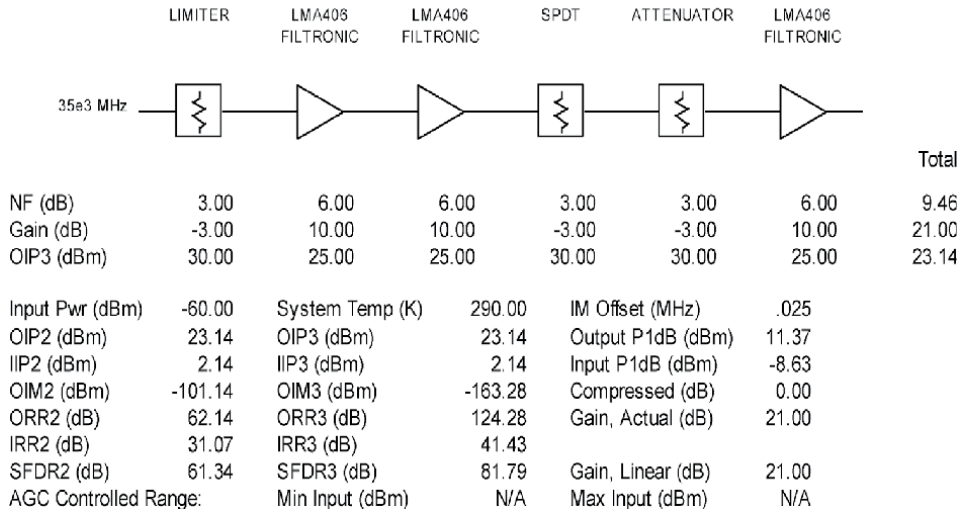 LIMITER LMA406 LMA406 SPDT ATTENUATOR LMA406
FILTRONIC FILTRONIC FILTRONIC
35e3 MHz
Total
NF (dB) 3.00 6.00 6.00 3.00 3.00 6.00 9.46
Gain (dB) -3.00 10.00 10.00 -3.00 -3.00 10.00 21.00
OIP3 (dBm) 30.00 25.00 25.00 30.00 30.00 25.00 23.14
Input Pwr (dBm) -60.00 System Temp (K) 290.00 IM Offset (MHz) .025
OIP2 (dBm) 23.14 OIP3 (dBm) 23.14 Output P1dB (dBm) 11.37
IIP2 (dBm) 2.14 IIP3 (dBm) 2.14 Input P1dB (dBm) -8.63
OIM2 (dBm) -101.14 OIM3 (dBm) -163.28 Compressed (dB) 0.00
ORR2 (dB) 62.14 ORR3 (dB) 124.28 Gain, Actual (dB) 21.00
IRR2 (dB) 31.07 IRR3 (dB) 41.43
SFDR2 (dB) 61.34 SFDR3 (dB) 81.79 Gain, Linear (dB) 21.00
AGC Controlled Range: Min Input (dBm) N/A Max Input (dBm) N/A